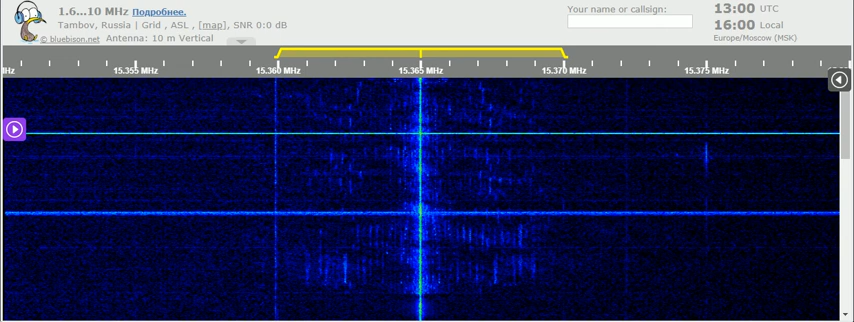 1.6...10 MHz Подробнее.
Tambov, Russia | Grid , ASL , [map], SNR 0:0 dB
© bluebison.net Antenna: 10 m Vertical
Your name or callsign:
13:00 UTC
16:00 Local
Europe/Moscow (MSK)
Hz 15.355 MHz 15.360 MHz 15.365 MHz 15.370 MHz 15.375 MHz